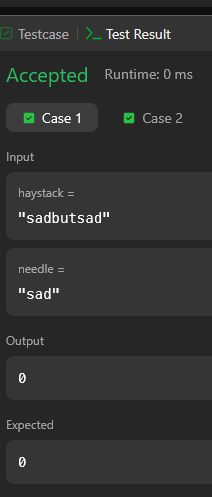 Testcase
Test Result
Accepted Runtime: 0 ms
Case 1 Case 2
Input
haystack =
"sadbutsad"
needle =
"sad"
Output
0
Expected
0